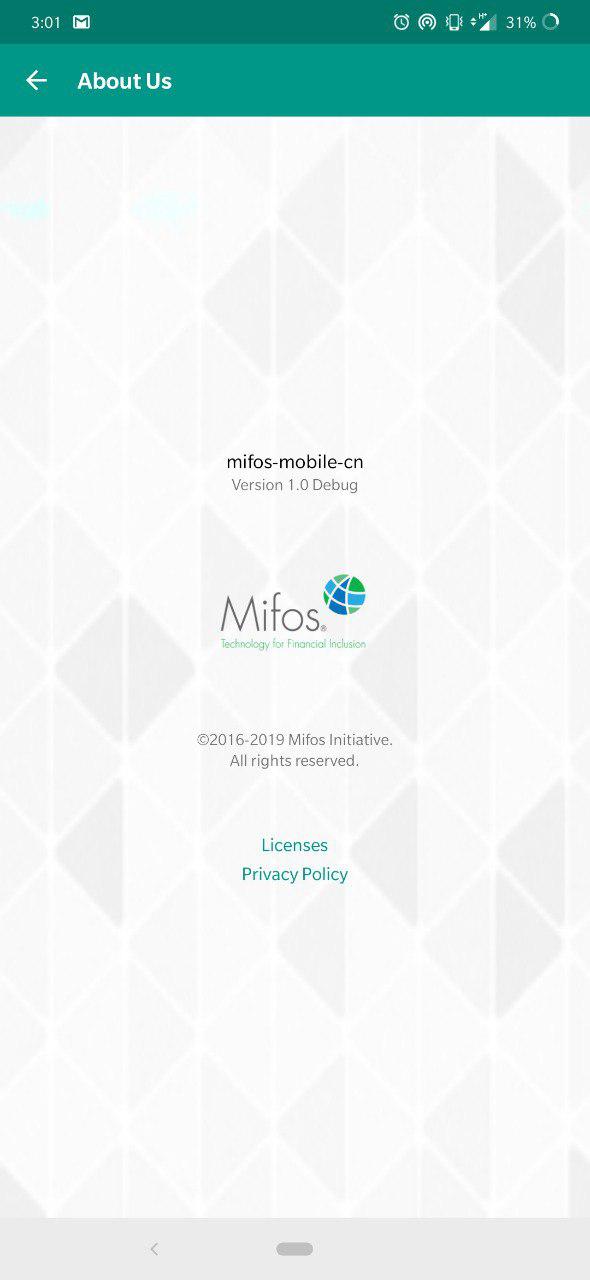 3:01
H+
31%
About Us
mifos-mobile-cn
Version 1.0 Debug
Mifos®
Technology for Financial Inclusion
©2016-2019 Mifos Initiative.
All rights reserved.
Licenses
Privacy Policy